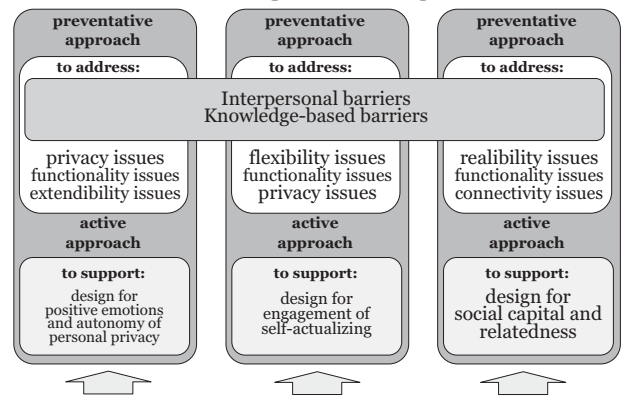 preventative
approach
to address:
preventative
approach
to address:
preventative
approach
to address:
Interpersonal barriers
Knowledge-based barriers
privacy issues
functionality issues
extendibility issues
flexibility issues
functionality issues
privacy issues
realibility issues
functionality issues
connectivity issues
active
approach
to support:
design for
positive emotions
and autonomy of
personal privacy
active
approach
to support:
design for
engagement of
self-actualizing
active
approach
to support:
design for
social capital and
relatedness